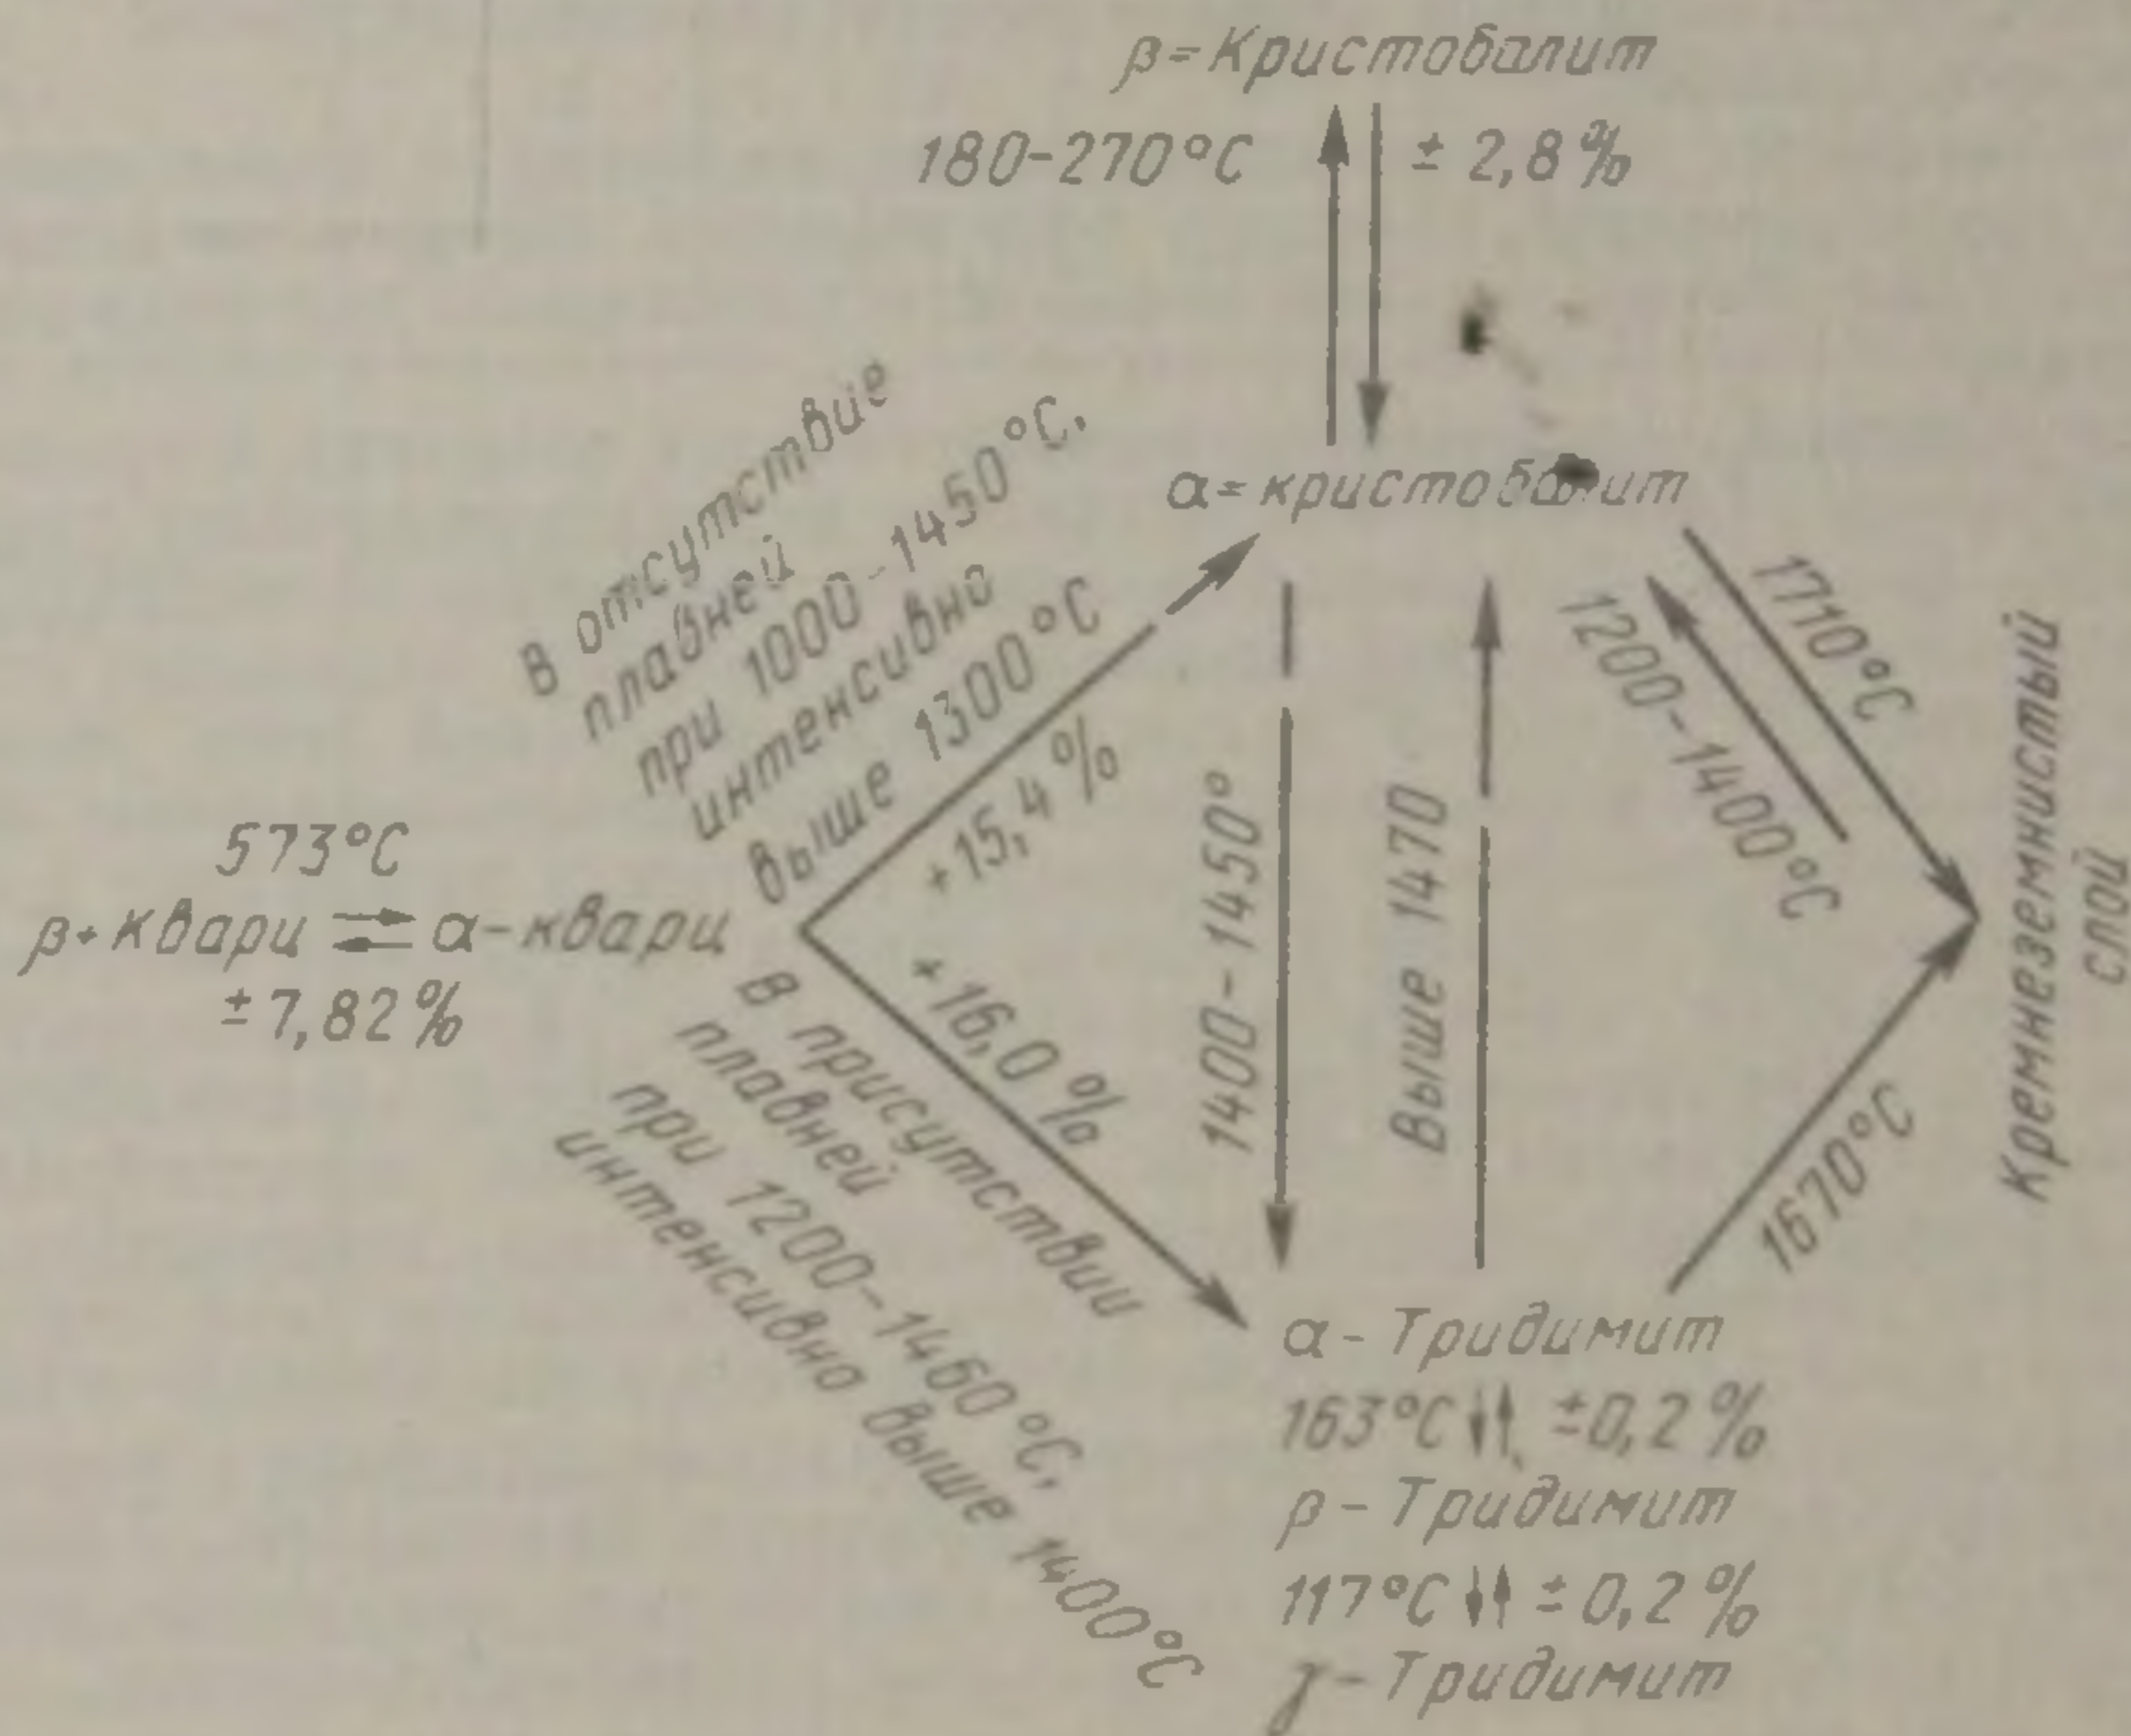 β=Кристобалит
180-270°C ± 2,8%
α=кристобалит
В отсутствие
плавней
при 1000-1450°C,
интенсивно
выше 1300°C
+15,4%
1400-1450°
Выше 1470
1200-1400°C
1710°C
Кремнеземнистый
слой
573°C
β-Кварц ⇄ α-кварц
±7,82%
+16,0%
В присутствии
плавней
при 1200-1460°C,
интенсивно выше 1400°C
1670°C
α-Тридимит
163°C ↓↑ ±0,2%
β-Тридимит
117°C ↓↑ ±0,2%
γ-Тридимит